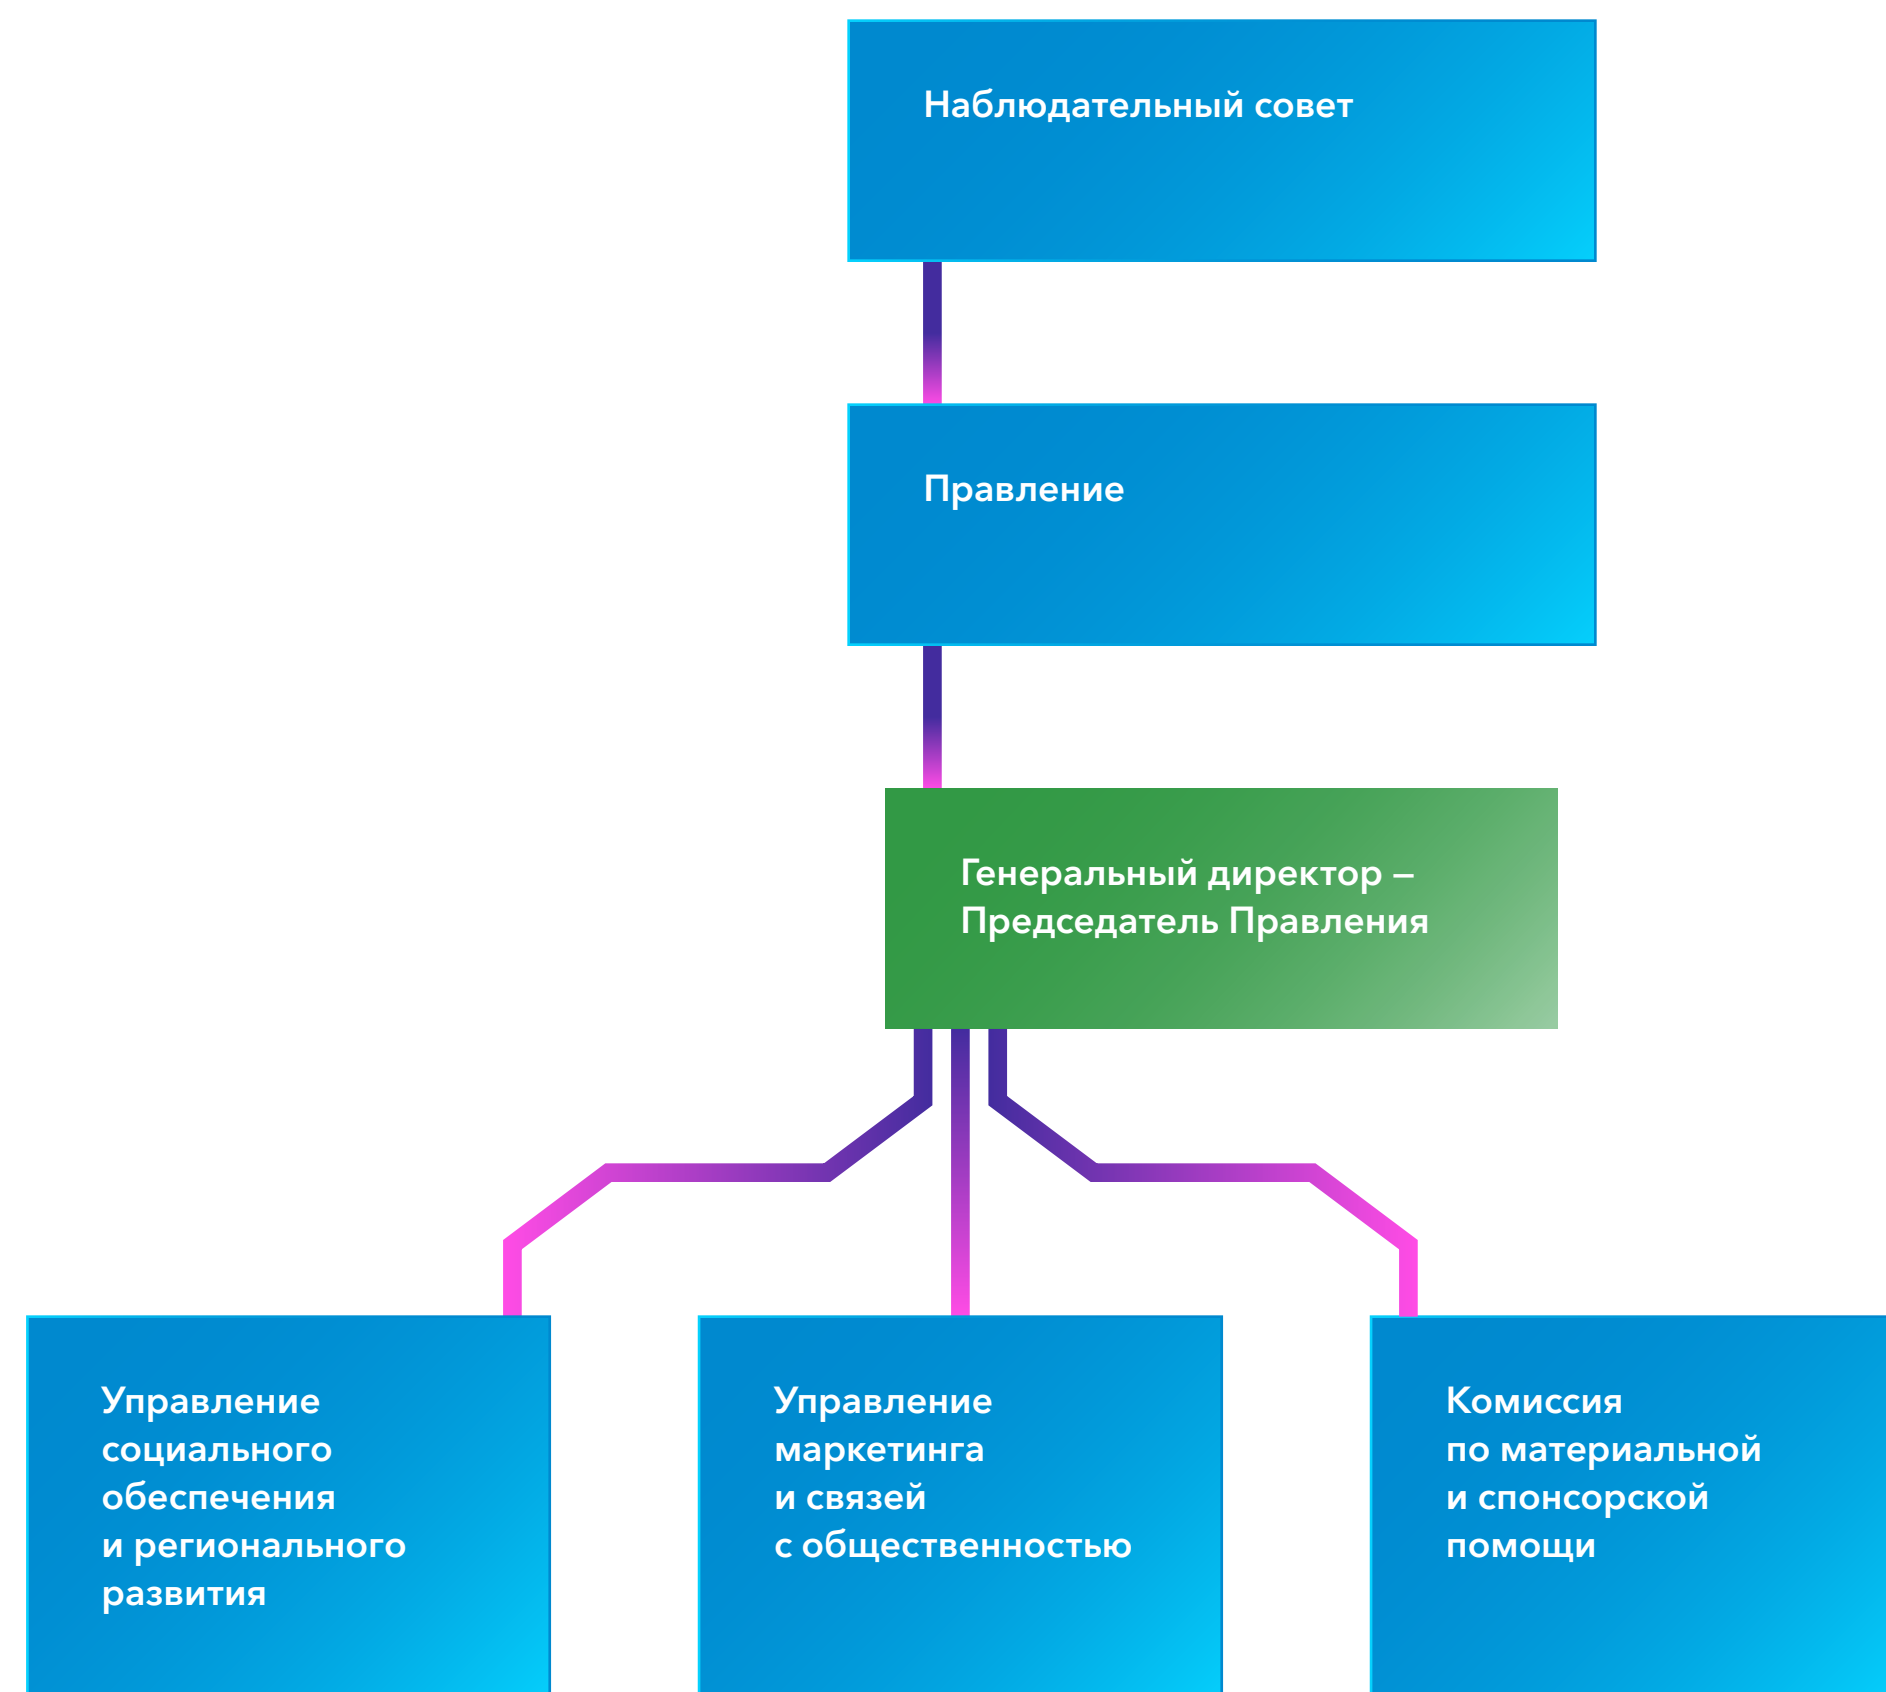 Наблюдательный совет
Правление
Генеральный директор –
Председатель Правления
Управление
социального
обеспечения
и регионального
развития
Управление
маркетинга
и связей
с общественностью
Комиссия
по материальной
и спонсорской
помощи